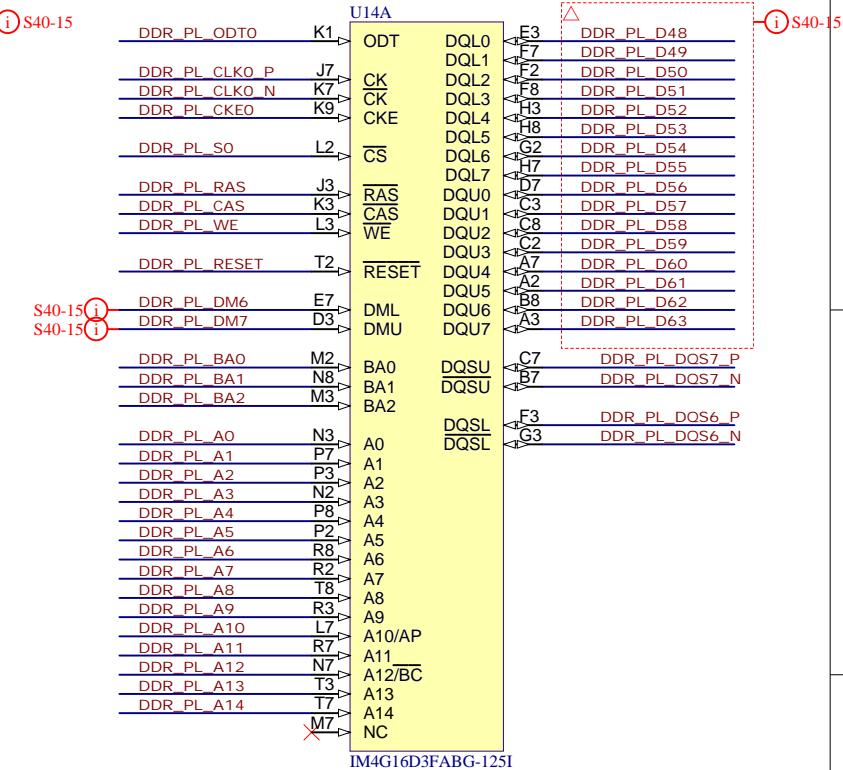 U14A
S40-15
S40-15
DDR_PL_ODT0 K1 ODT DQL0 E3 DDR_PL_D48
DQL1 F7 DDR_PL_D49
DDR_PL_CLK0_P J7 CK DQL2 F2 DDR_PL_D50
DDR_PL_CLK0_N K7 CK DQL3 F8 DDR_PL_D51
DDR_PL_CKE0 K9 CKE DQL4 H3 DDR_PL_D52
DQL5 H8 DDR_PL_D53
DDR_PL_S0 L2 CS DQL6 G2 DDR_PL_D54
DQL7 H7 DDR_PL_D55
DDR_PL_RAS J3 RAS DQU0 D7 DDR_PL_D56
DDR_PL_CAS K3 CAS DQU1 C3 DDR_PL_D57
DDR_PL_WE L3 WE DQU2 C8 DDR_PL_D58
DQU3 C2 DDR_PL_D59
DDR_PL_RESET T2 RESET DQU4 A7 DDR_PL_D60
DQU5 A2 DDR_PL_D61
S40-15 i DDR_PL_DM6 E7 DML DQU6 B8 DDR_PL_D62
S40-15 i DDR_PL_DM7 D3 DMU DQU7 A3 DDR_PL_D63
DDR_PL_BA0 M2 BA0 DQSU C7 DDR_PL_DQS7_P
DDR_PL_BA1 N8 BA1 DQSU B7 DDR_PL_DQS7_N
DDR_PL_BA2 M3 BA2
DQSL F3 DDR_PL_DQS6_P
DDR_PL_A0 N3 A0 DQSL G3 DDR_PL_DQS6_N
DDR_PL_A1 P7 A1
DDR_PL_A2 P3 A2
DDR_PL_A3 N2 A3
DDR_PL_A4 P8 A4
DDR_PL_A5 P2 A5
DDR_PL_A6 R8 A6
DDR_PL_A7 R2 A7
DDR_PL_A8 T8 A8
DDR_PL_A9 R3 A9
DDR_PL_A10 L7 A10/AP
DDR_PL_A11 R7 A11
DDR_PL_A12 N7 A12/BC
DDR_PL_A13 T3 A13
DDR_PL_A14 T7 A14
M7 NC
IM4G16D3FABG-125I